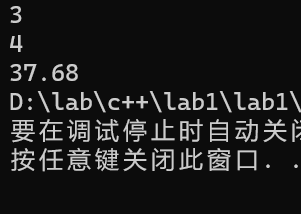 3
4
37.68
D:\lab\c++\lab1\lab1\
要在调试停止时自动关闭
按任意键关闭此窗口. .